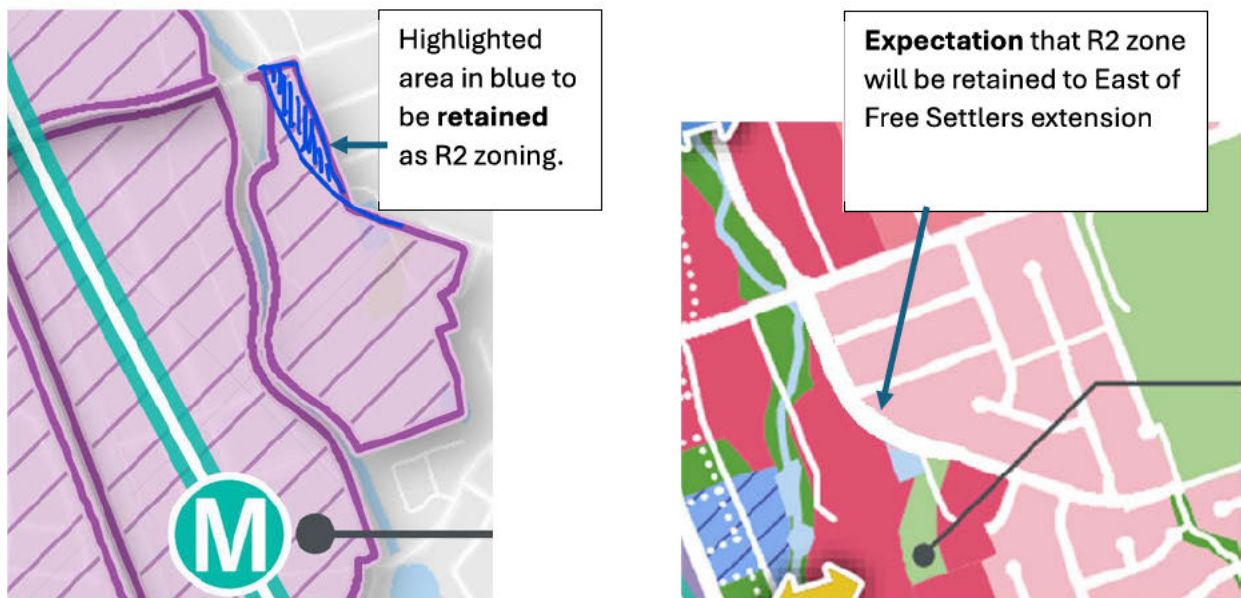 Highlighted
area in blue to
be retained
as R2 zoning.
Expectation that R2 zone
will be retained to East of
Free Settlers extension
M